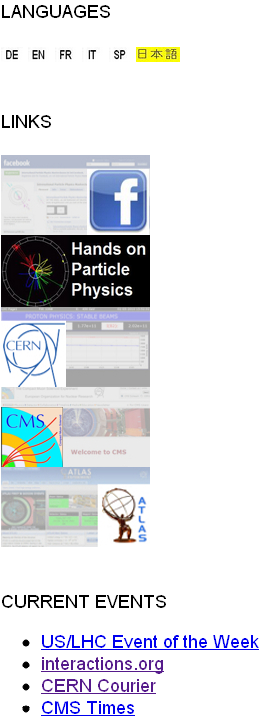 LANGUAGES
DE EN FR IT SP 日本語
LINKS
facebook
f
Hands on
Particle
Physics
PROTON PHYSICS: STABLE BEAMS
CERN
CMS
Welcome to CMS
ATLAS
ATLAS
CURRENT EVENTS
US/LHC Event of the Week
interactions.org
CERN Courier
CMS Times